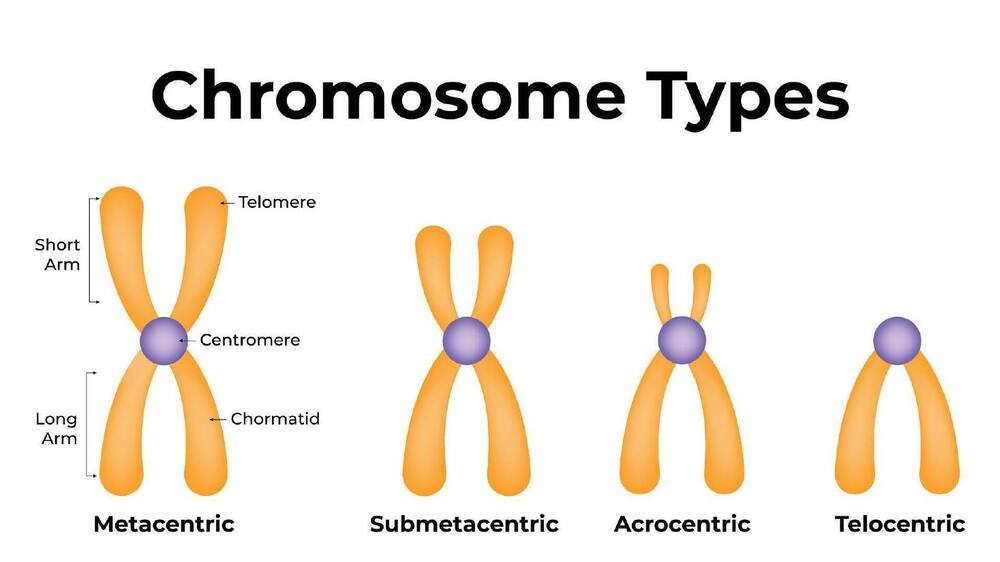 Chromosome Types
Telomere
Short
Arm
Centromere
Long
Arm
Chormatid
Metacentric
Submetacentric
Acrocentric
Telocentric